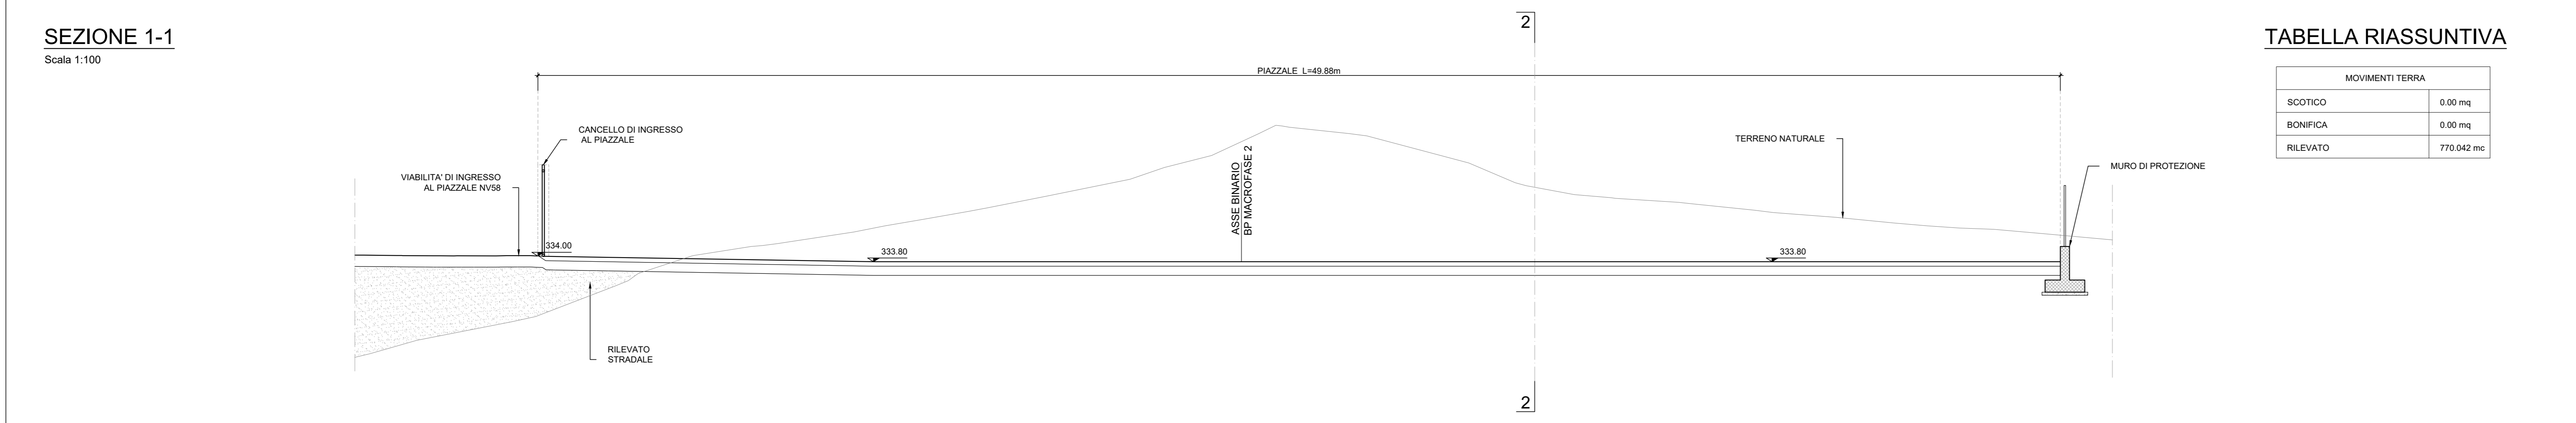 SEZIONE 1-1
Scala 1:100
2
PIAZZALE L=49.88m
CANCELLO DI INGRESSO
AL PIAZZALE
VIABILITA' DI INGRESSO
AL PIAZZALE NV58
334.00
333.80
ASSE BINARIO
BP MACROFASE 2
TERRENO NATURALE
333.80
MURO DI PROTEZIONE
RILEVATO
STRADALE
2
TABELLA RIASSUNTIVA
MOVIMENTI TERRA
SCOTICO 0.00 mq
BONIFICA 0.00 mq
RILEVATO 770.042 mc